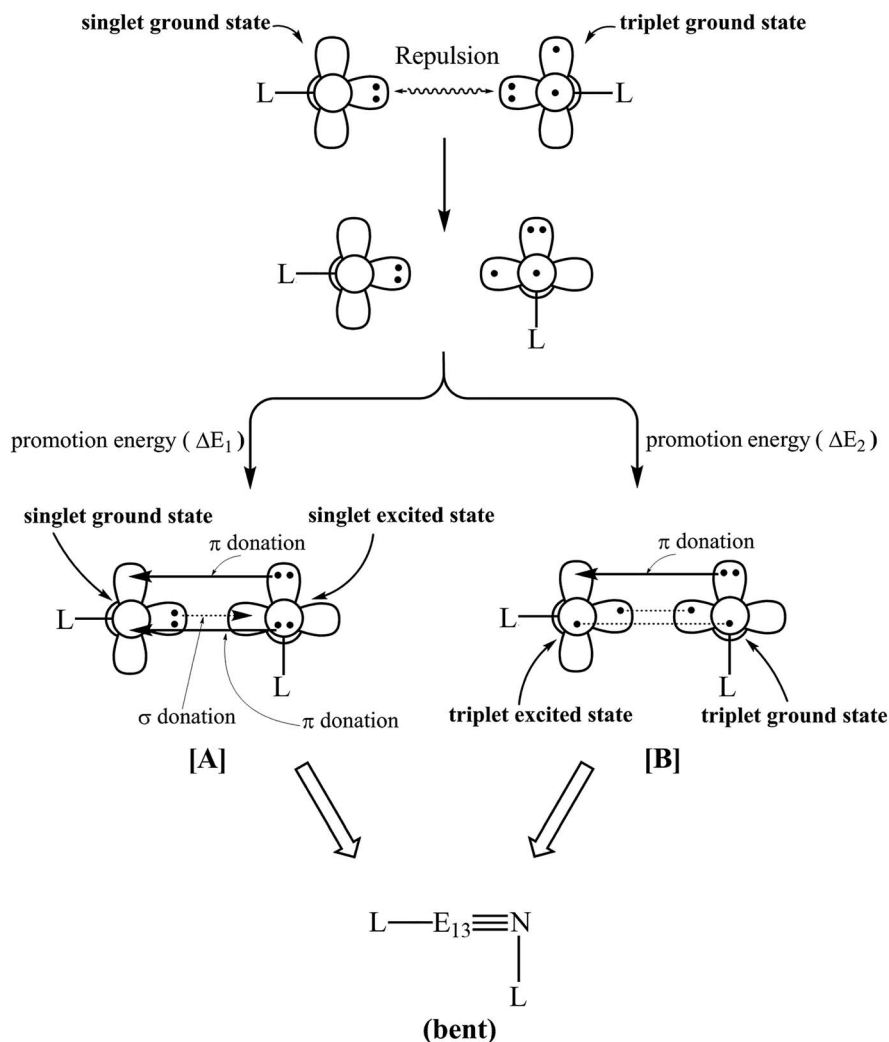 singlet ground state
triplet ground state
Repulsion
L
L
L
L
promotion energy ( ΔE₁ )
promotion energy ( ΔE₂ )
singlet ground state
singlet excited state
π donation
π donation
L
L
L
L
σ donation
π donation
triplet excited state
triplet ground state
[A]
[B]
L—E₁₃≡N
L
(bent)